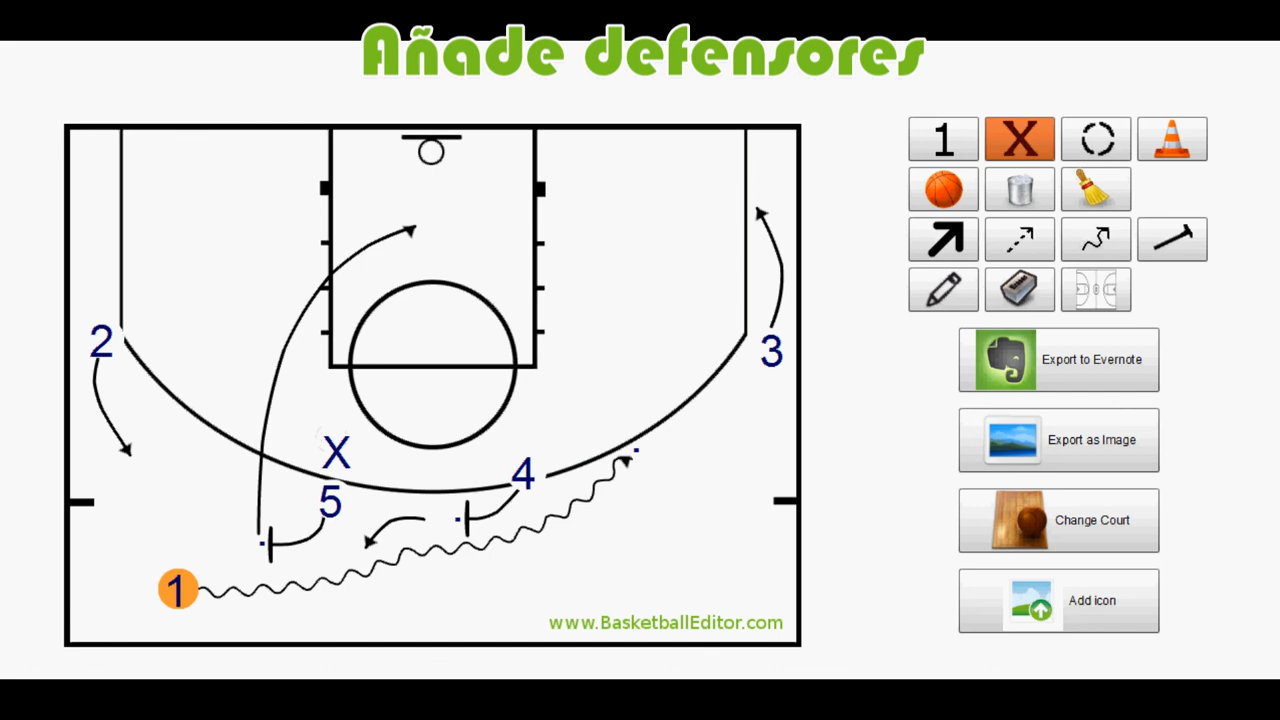 Añade defensores
1
X
2
3
X
4
5
1
Export to Evernote
Export as Image
Change Court
Add icon
www.BasketballEditor.com